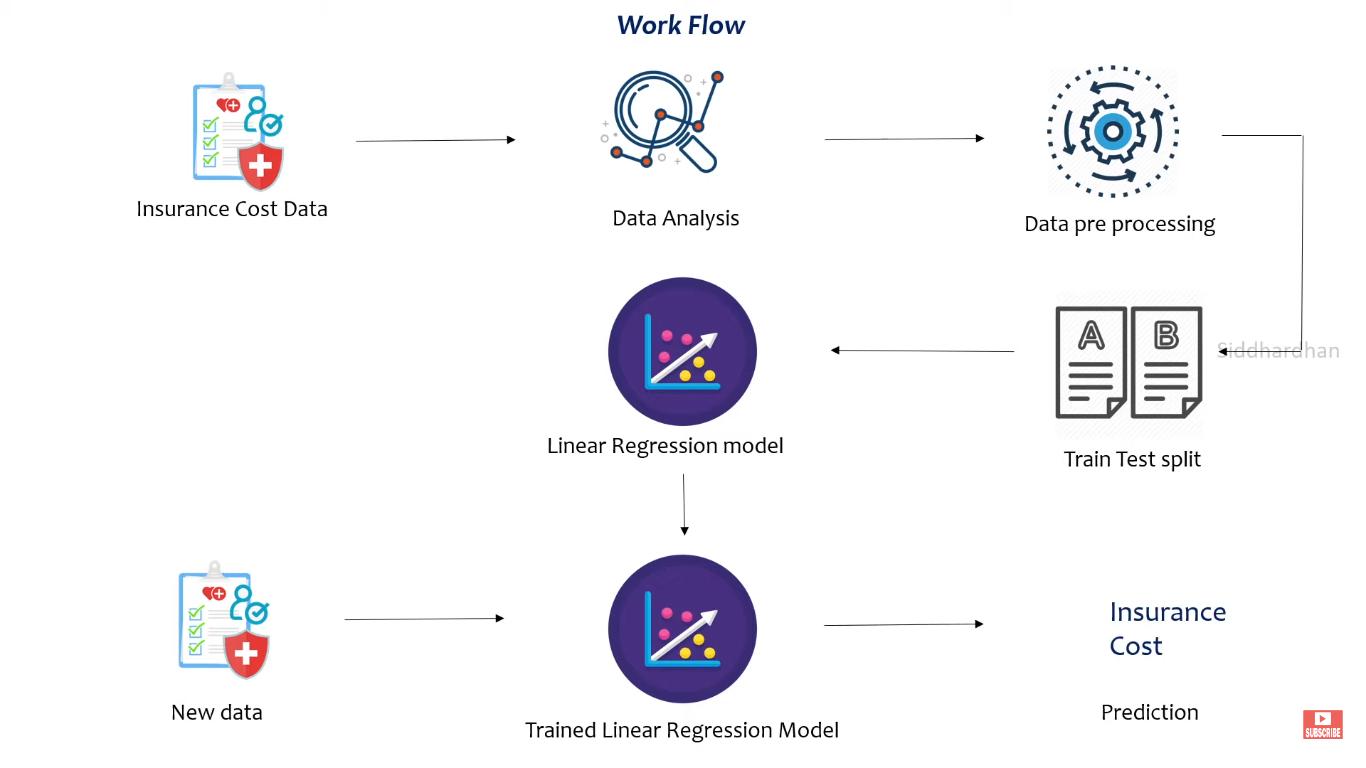 Work Flow
Insurance Cost Data
Data Analysis
Data pre processing
A
B
Siddhardhan
Linear Regression model
Train Test split
Insurance
Cost
New data
Trained Linear Regression Model
Prediction
SUBSCRIBE